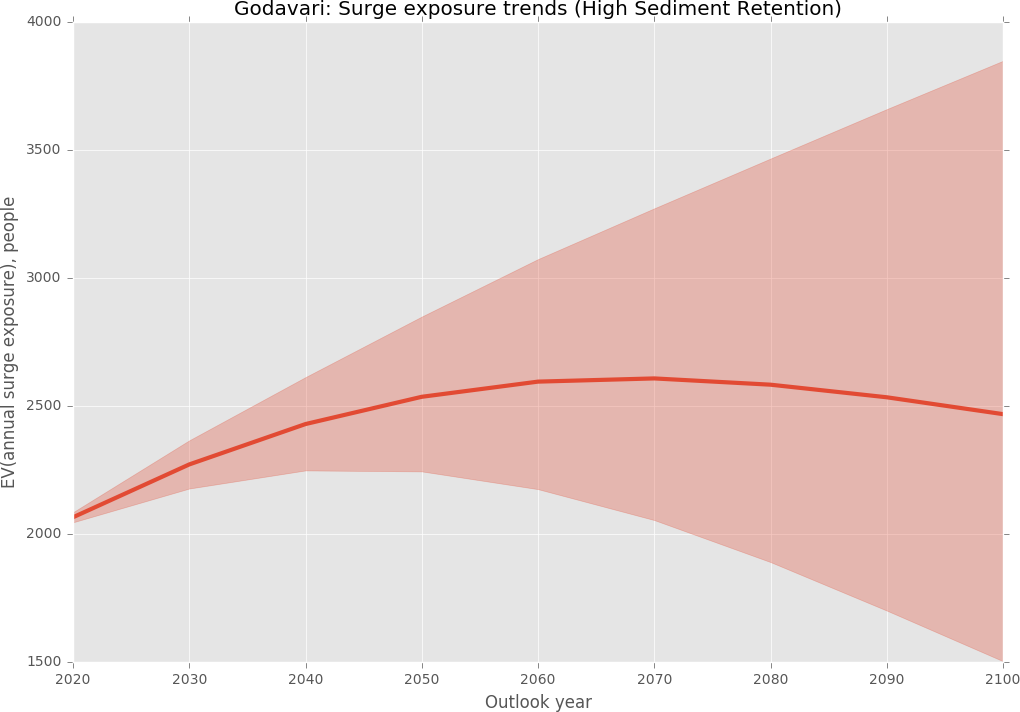 Godavari: Surge exposure trends (High Sediment Retention)
4000
3500
3000
2500
2000
1500
EV(annual surge exposure), people
2020 2030 2040 2050 2060 2070 2080 2090 2100
Outlook year